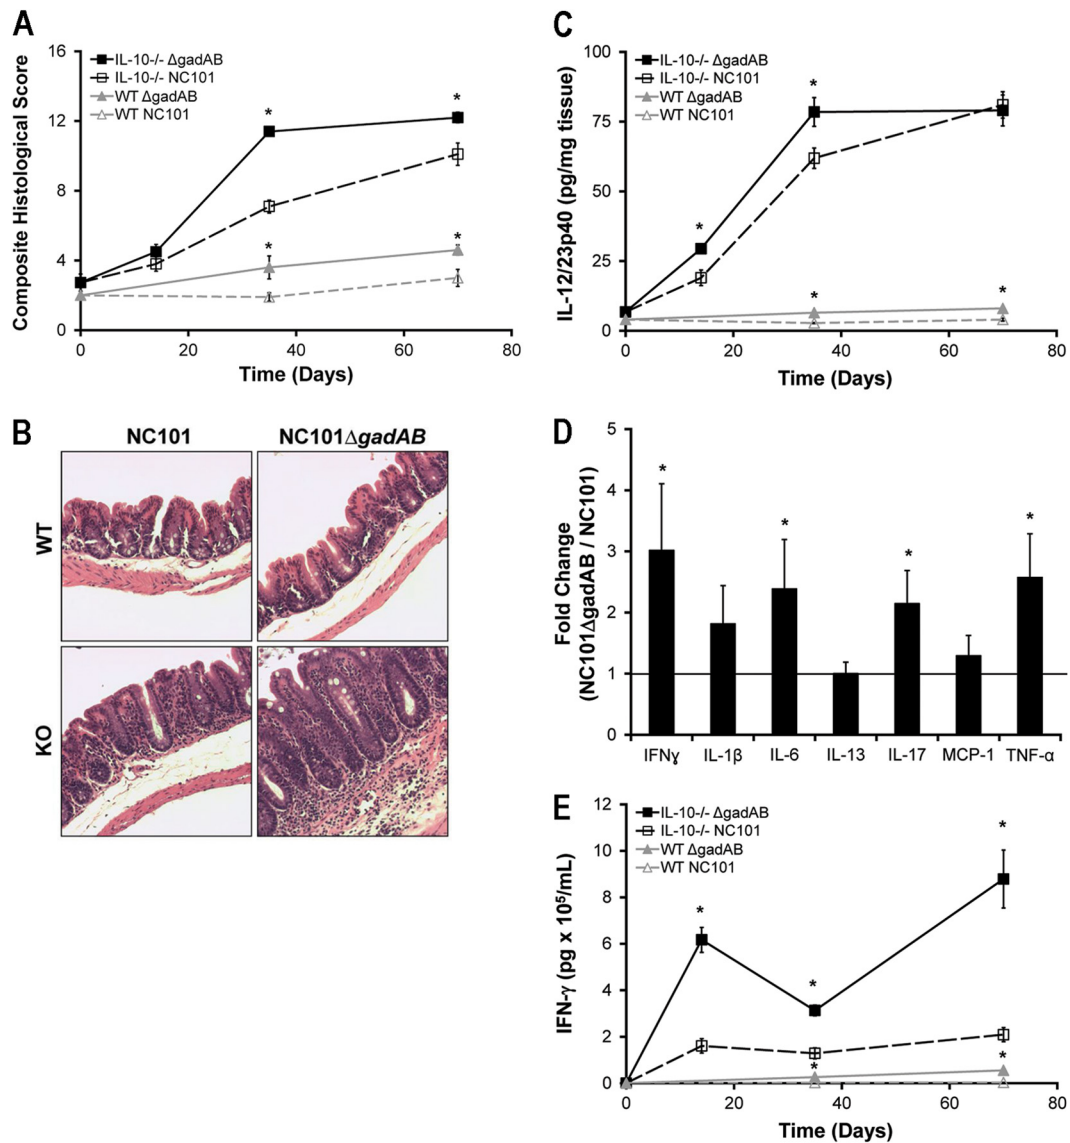 A
Composite Histological Score
16
12
8
4
0
IL-10-/- ΔgadAB
IL-10-/- NC101
WT ΔgadAB
WT NC101
*
*
*
*
0 20 40 60 80
Time (Days)
C
IL-12/23p40 (pg/mg tissue)
100
75
50
25
0
IL-10-/- ΔgadAB
IL-10-/- NC101
WT ΔgadAB
WT NC101
*
*
*
*
0 20 40 60 80
Time (Days)
B
NC101 NC101ΔgadAB
WT
KO
D
Fold Change
(NC101ΔgadAB / NC101)
5
4
3
2
1
0
*
*
*
*
IFNɣ IL-1β IL-6 IL-13 IL-17 MCP-1 TNF-α
E
IFN-γ (pg x 10⁵/mL)
12
10
8
6
4
2
0
IL-10-/- ΔgadAB
IL-10-/- NC101
WT ΔgadAB
WT NC101
*
*
*
*
*
0 20 40 60 80
Time (Days)